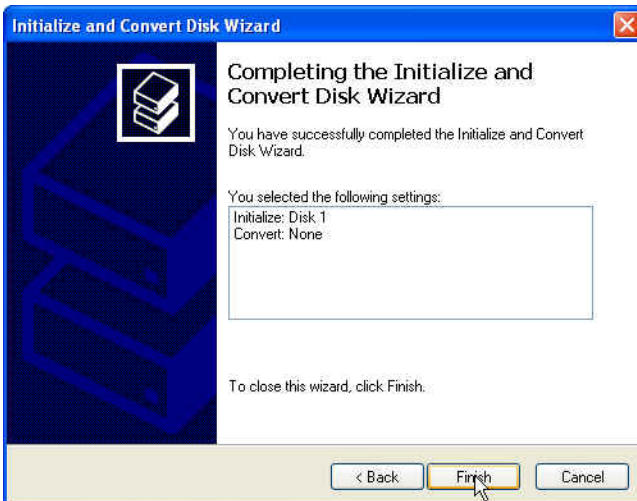 Initialize and Convert Disk Wizard
Completing the Initialize and
Convert Disk Wizard
You have successfully completed the Initialize and Convert
Disk Wizard.
You selected the following settings:
Initialize: Disk 1
Convert: None
To close this wizard, click Finish.
< Back Finish Cancel